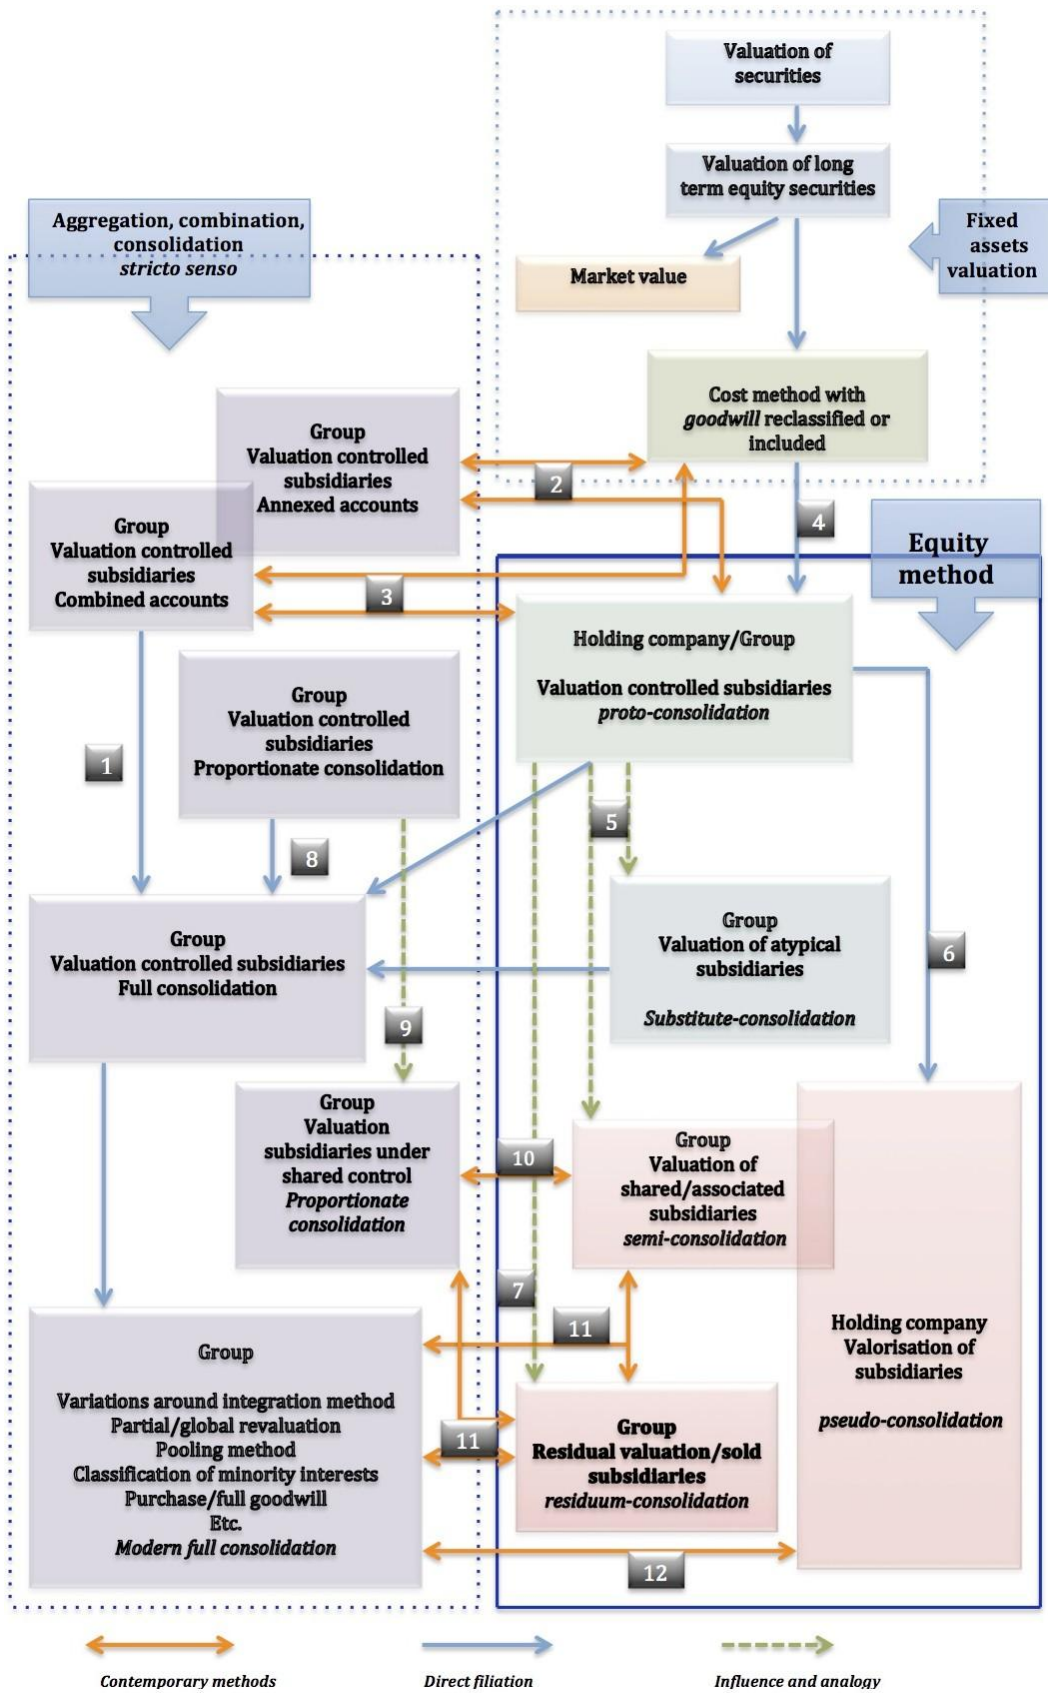 Valuation of
securities
Valuation of long
term equity securities
Aggregation, combination,
consolidation
stricto senso
Fixed
assets
valuation
Market value
Cost method with
goodwill reclassified or
included
Group
Valuation controlled
subsidiaries
Annexed accounts
2
4
Group
Valuation controlled
subsidiaries
Combined accounts
3
Equity
method
Holding company/Group
Valuation controlled subsidiaries
proto-consolidation
Group
Valuation controlled
subsidiaries
Proportionate consolidation
1
5
8
Group
Valuation controlled subsidiaries
Full consolidation
Group
Valuation of atypical
subsidiaries
Substitute-consolidation
6
9
Group
Valuation
subsidiaries under
shared control
Proportionate
consolidation
10
Group
Valuation of
shared/associated
subsidiaries
semi-consolidation
7
11
Holding company
Valorisation of
subsidiaries
pseudo-consolidation
Group
Variations around integration method
Partial/global revaluation
Pooling method
Classification of minority interests
Purchase/full goodwill
Etc.
Modern full consolidation
11
Group
Residual valuation/sold
subsidiaries
residuum-consolidation
12
Contemporary methods
Direct filiation
Influence and analogy